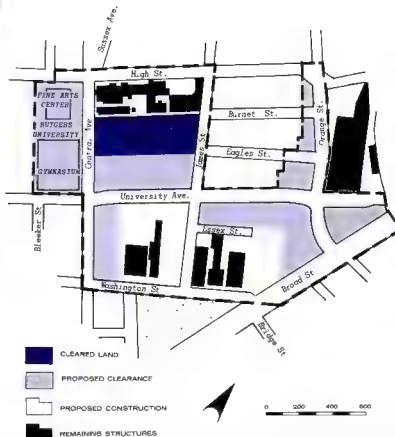 Sussex Ave.
High St.
FINE ARTS
CENTER
RUTGERS
UNIVERSITY
GYMNASIUM
Central Ave
James St.
Burnet St.
Eagles St.
Orange St.
University Ave.
Bleeker St
Essex St.
Washington St
Broad St
Bridge St
CLEARED LAND
PROPOSED CLEARANCE
PROPOSED CONSTRUCTION
REMAINING STRUCTURES
0 200 400 600